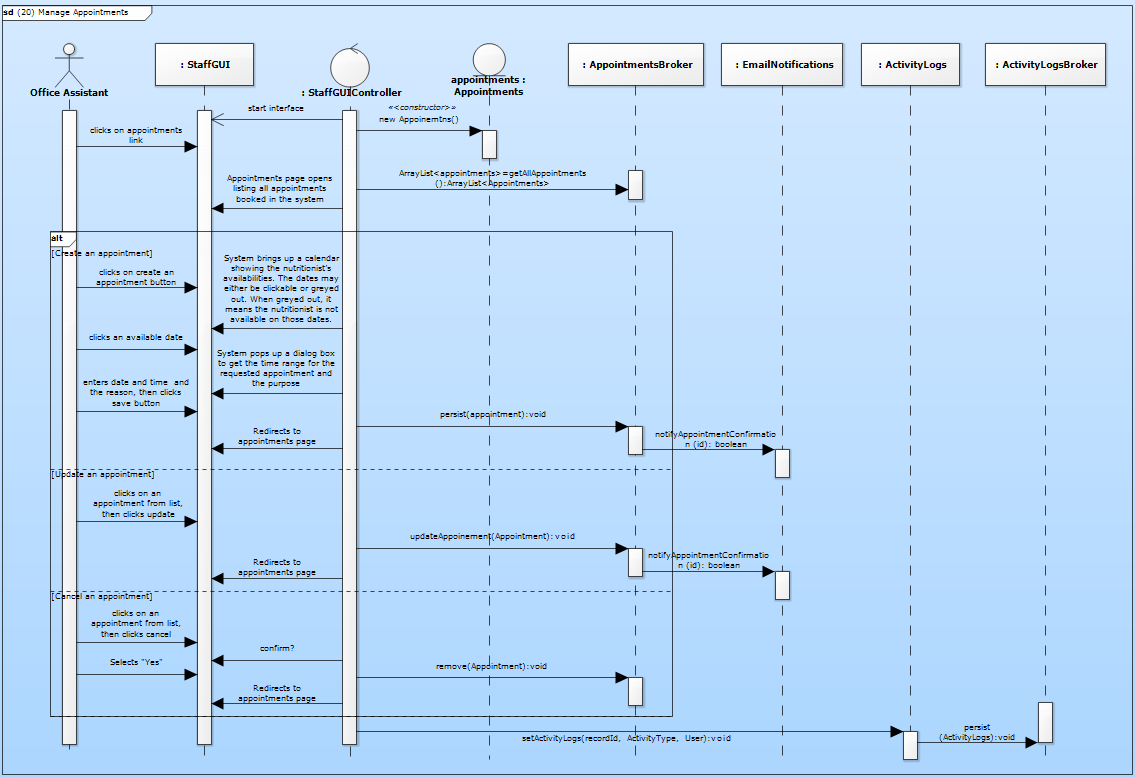 sd (20) Manage Appointments
Office Assistant
: StaffGUI
: StaffGUIController
appointments :
Appointments
: AppointmentsBroker
: EmailNotifications
: ActivityLogs
: ActivityLogsBroker
start interface
«<constructor>»
new Appoinemtns()
clicks on appointments
link
ArrayList<appointments>=getAllAppointments
():ArrayList<Appointments>
Appointments page opens
listing all appointments
booked in the system
alt
[Create an appointment]
clicks on create an
appointment button
System brings up a calendar
showing the nutritionist's
availabilities. The dates may
either be clickable or greyed
out. When greyed out, it
means the nutritionist is not
available on those dates.
clicks an available date
System pops up a dialog box
to get the time range for the
requested appointment and
the purpose
enters date and time and
the reason, then clicks
save button
persist(appointment):void
Redirects to
appointments page
notifyAppointmentConfirmatio
n (id): boolean
[Update an appointment]
clicks on an
appointment from list,
then clicks update
updateAppoinement(Appointment):void
notifyAppointmentConfirmatio
n (id): boolean
Redirects to
appointments page
[Cancel an appointment]
clicks on an
appointment from list,
then clicks cancel
confirm?
Selects "Yes"
remove(Appointment):void
Redirects to
appointments page
setActivityLogs(recordId, ActivityType, User):void
persist
(ActivityLogs):void